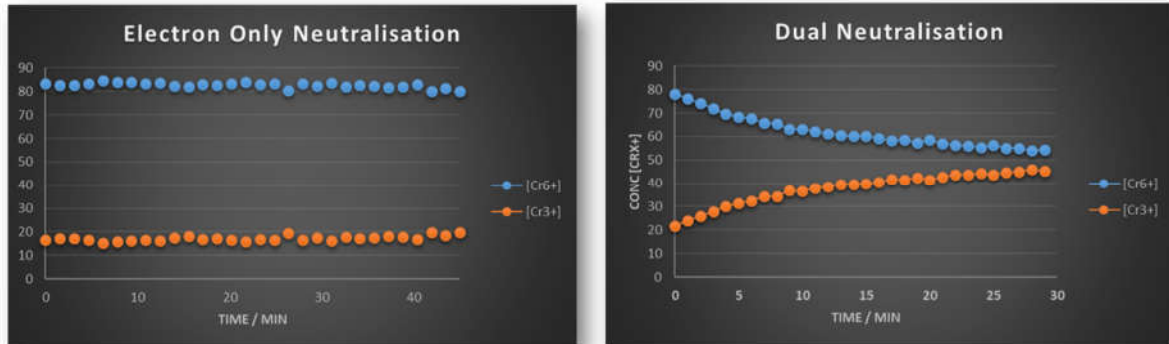 Electron Only Neutralisation
90
80
70
60
50
40
30
20
10
0
0 10 20 30 40
TIME / MIN
[Cr6+]
[Cr3+]
Dual Neutralisation
CONC [CRX+]
90
80
70
60
50
40
30
20
10
0
0 5 10 15 20 25 30
TIME / MIN
[Cr6+]
[Cr3+]